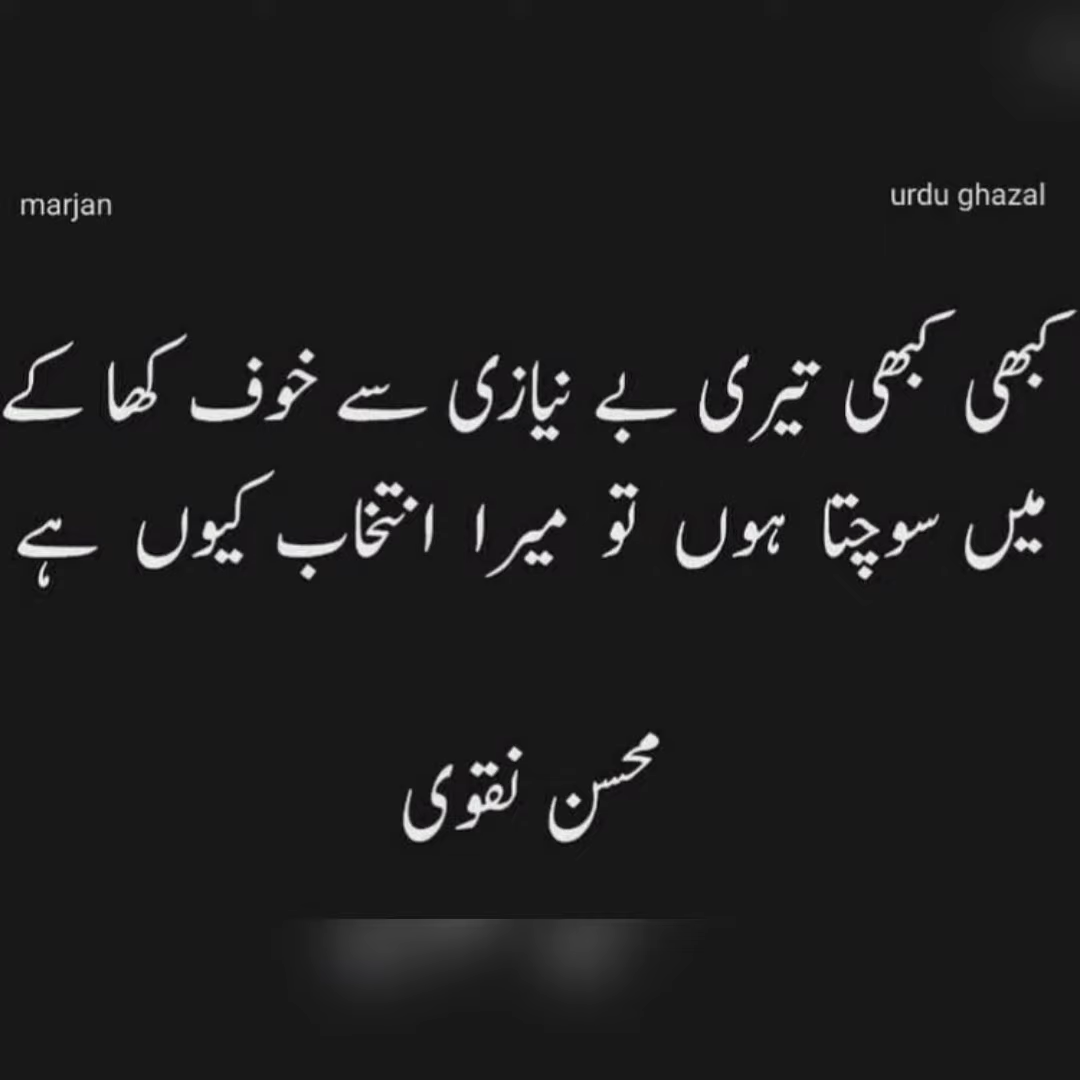 marjan
urdu ghazal
کبھی کبھی تیری بے نیازی سے خوف کھا کے
میں سوچتا ہوں تو میرا انتخاب کیوں ہے
محسن نقوی